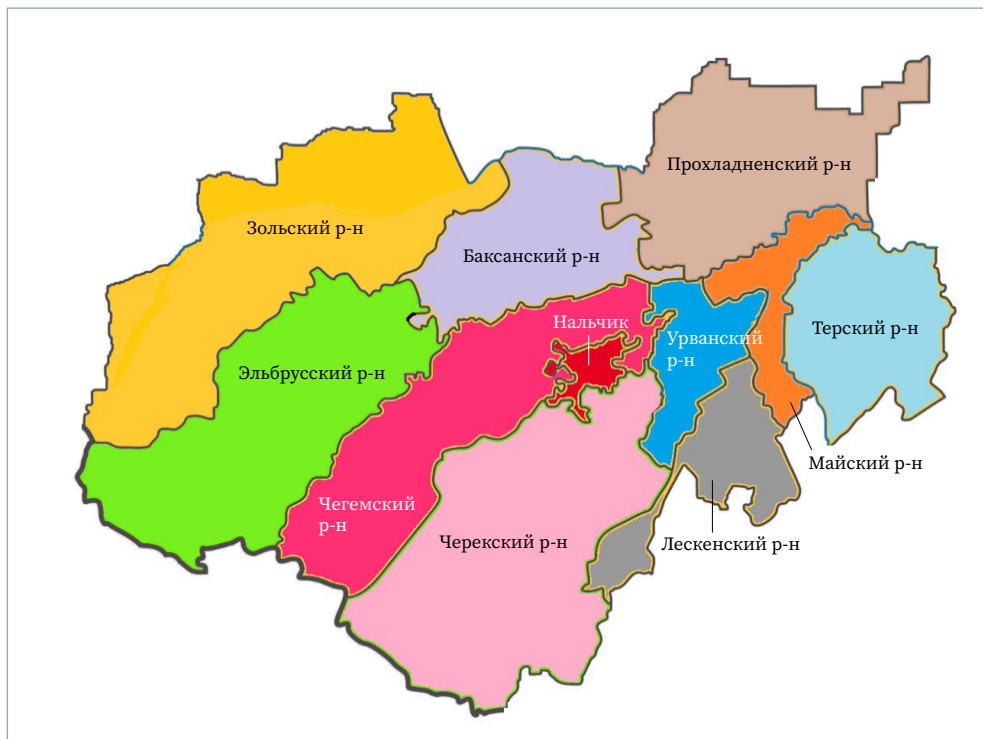 Прохладненский р-н
Зольский р-н
Баксанский р-н
Нальчик
Урванский
р-н
Терский р-н
Эльбрусский р-н
Майский р-н
Чегемский
р-н
Черекский р-н
Лескенский р-н